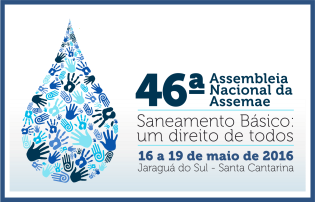 46ª Assembleia
Nacional da
Assemae
Saneamento Básico:
um direito de todos
16 a 19 de maio de 2016
Jaraguá do Sul - Santa Cantarina